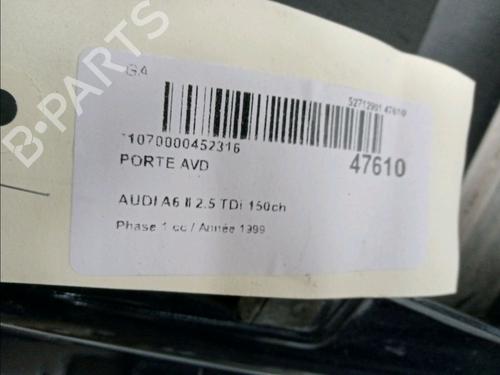 B-PARTS
G4
52712991 47610
*1070000452316
47610
PORTE AVD
AUDI A6 II 2.5 TDi 150ch
Phase 1 cc / Année 1999